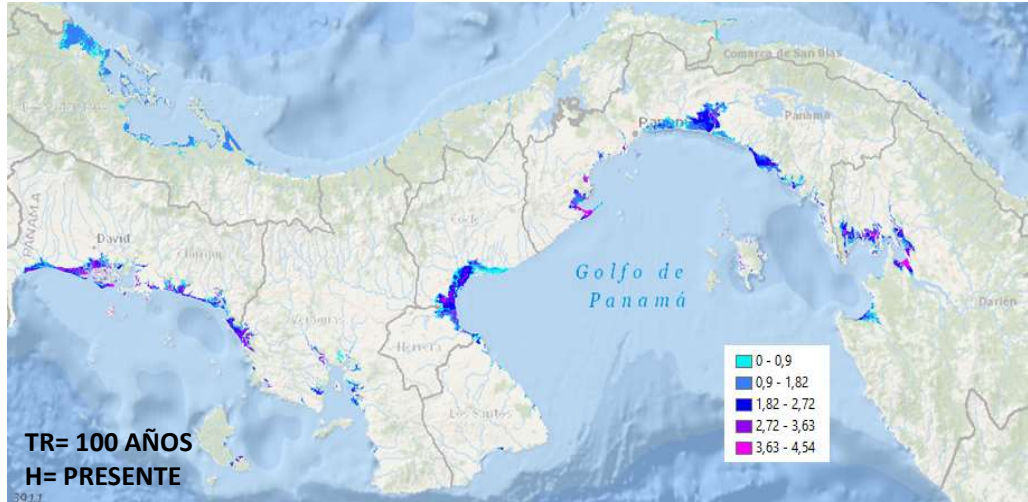 Comarca de San Blas
Panamá
Panamá
PANAMA
David
Chiriquí
Coclé
Golfo de
Panamá
Veraguas
Herrera
Darién
Los Santos
0 - 0,9
0,9 - 1,82
1,82 - 2,72
2,72 - 3,63
3,63 - 4,54
TR= 100 AÑOS
H= PRESENTE
3911